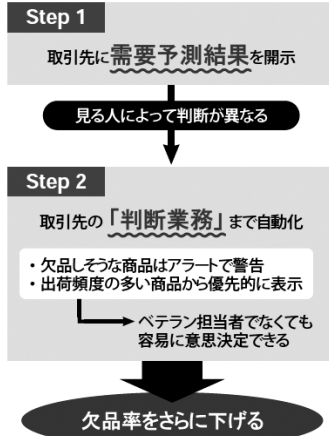 Step 1
取引先に需要予測結果を開示
見る人によって判断が異なる
Step 2
取引先の「判断業務」まで自動化
・欠品しそうな商品はアラートで警告
・出荷頻度の多い商品から優先的に表示
ベテラン担当者でなくても
容易に意思決定できる
欠品率をさらに下げる